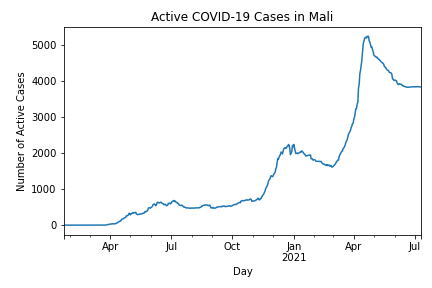 Active COVID-19 Cases in Mali
Number of Active Cases
5000
4000
3000
2000
1000
0
Apr
Jul
Oct
Jan
2021
Apr
Jul
Day